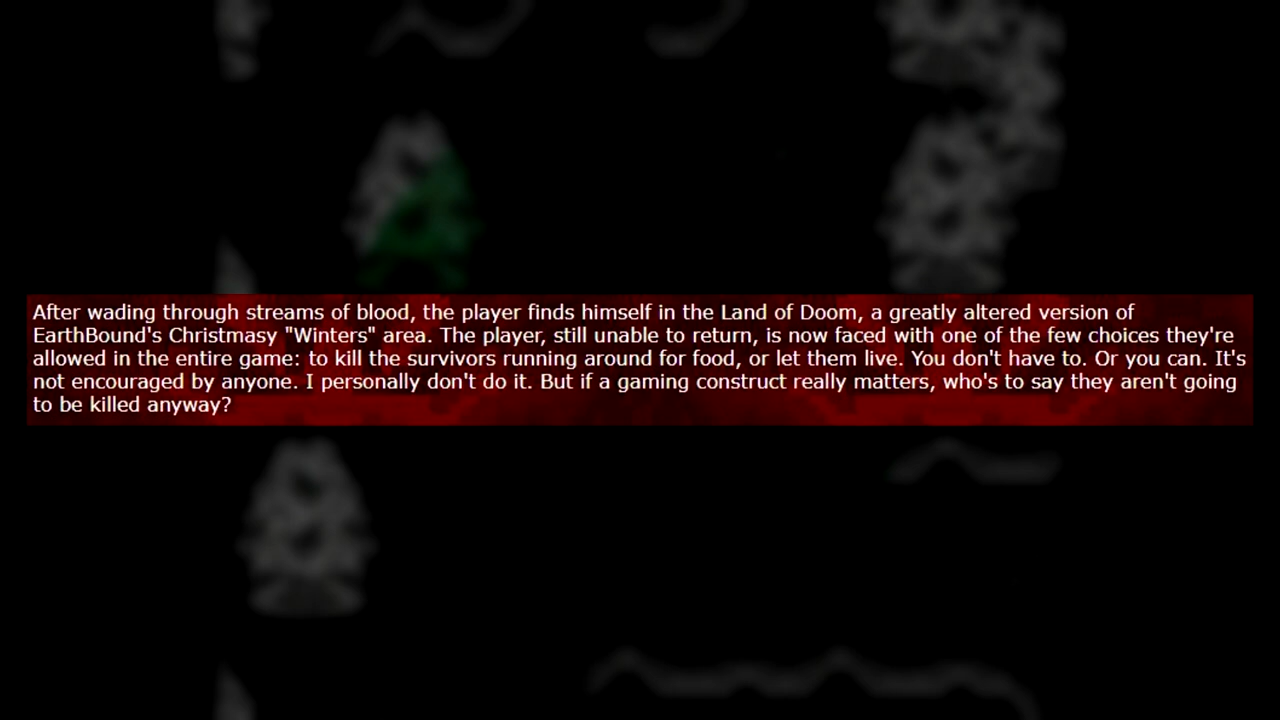 After wading through streams of blood, the player finds himself in the Land of Doom, a greatly altered version of
EarthBound's Christmasy "Winters" area. The player, still unable to return, is now faced with one of the few choices they're
allowed in the entire game: to kill the survivors running around for food, or let them live. You don't have to. Or you can. It's
not encouraged by anyone. I personally don't do it. But if a gaming construct really matters, who's to say they aren't going
to be killed anyway?